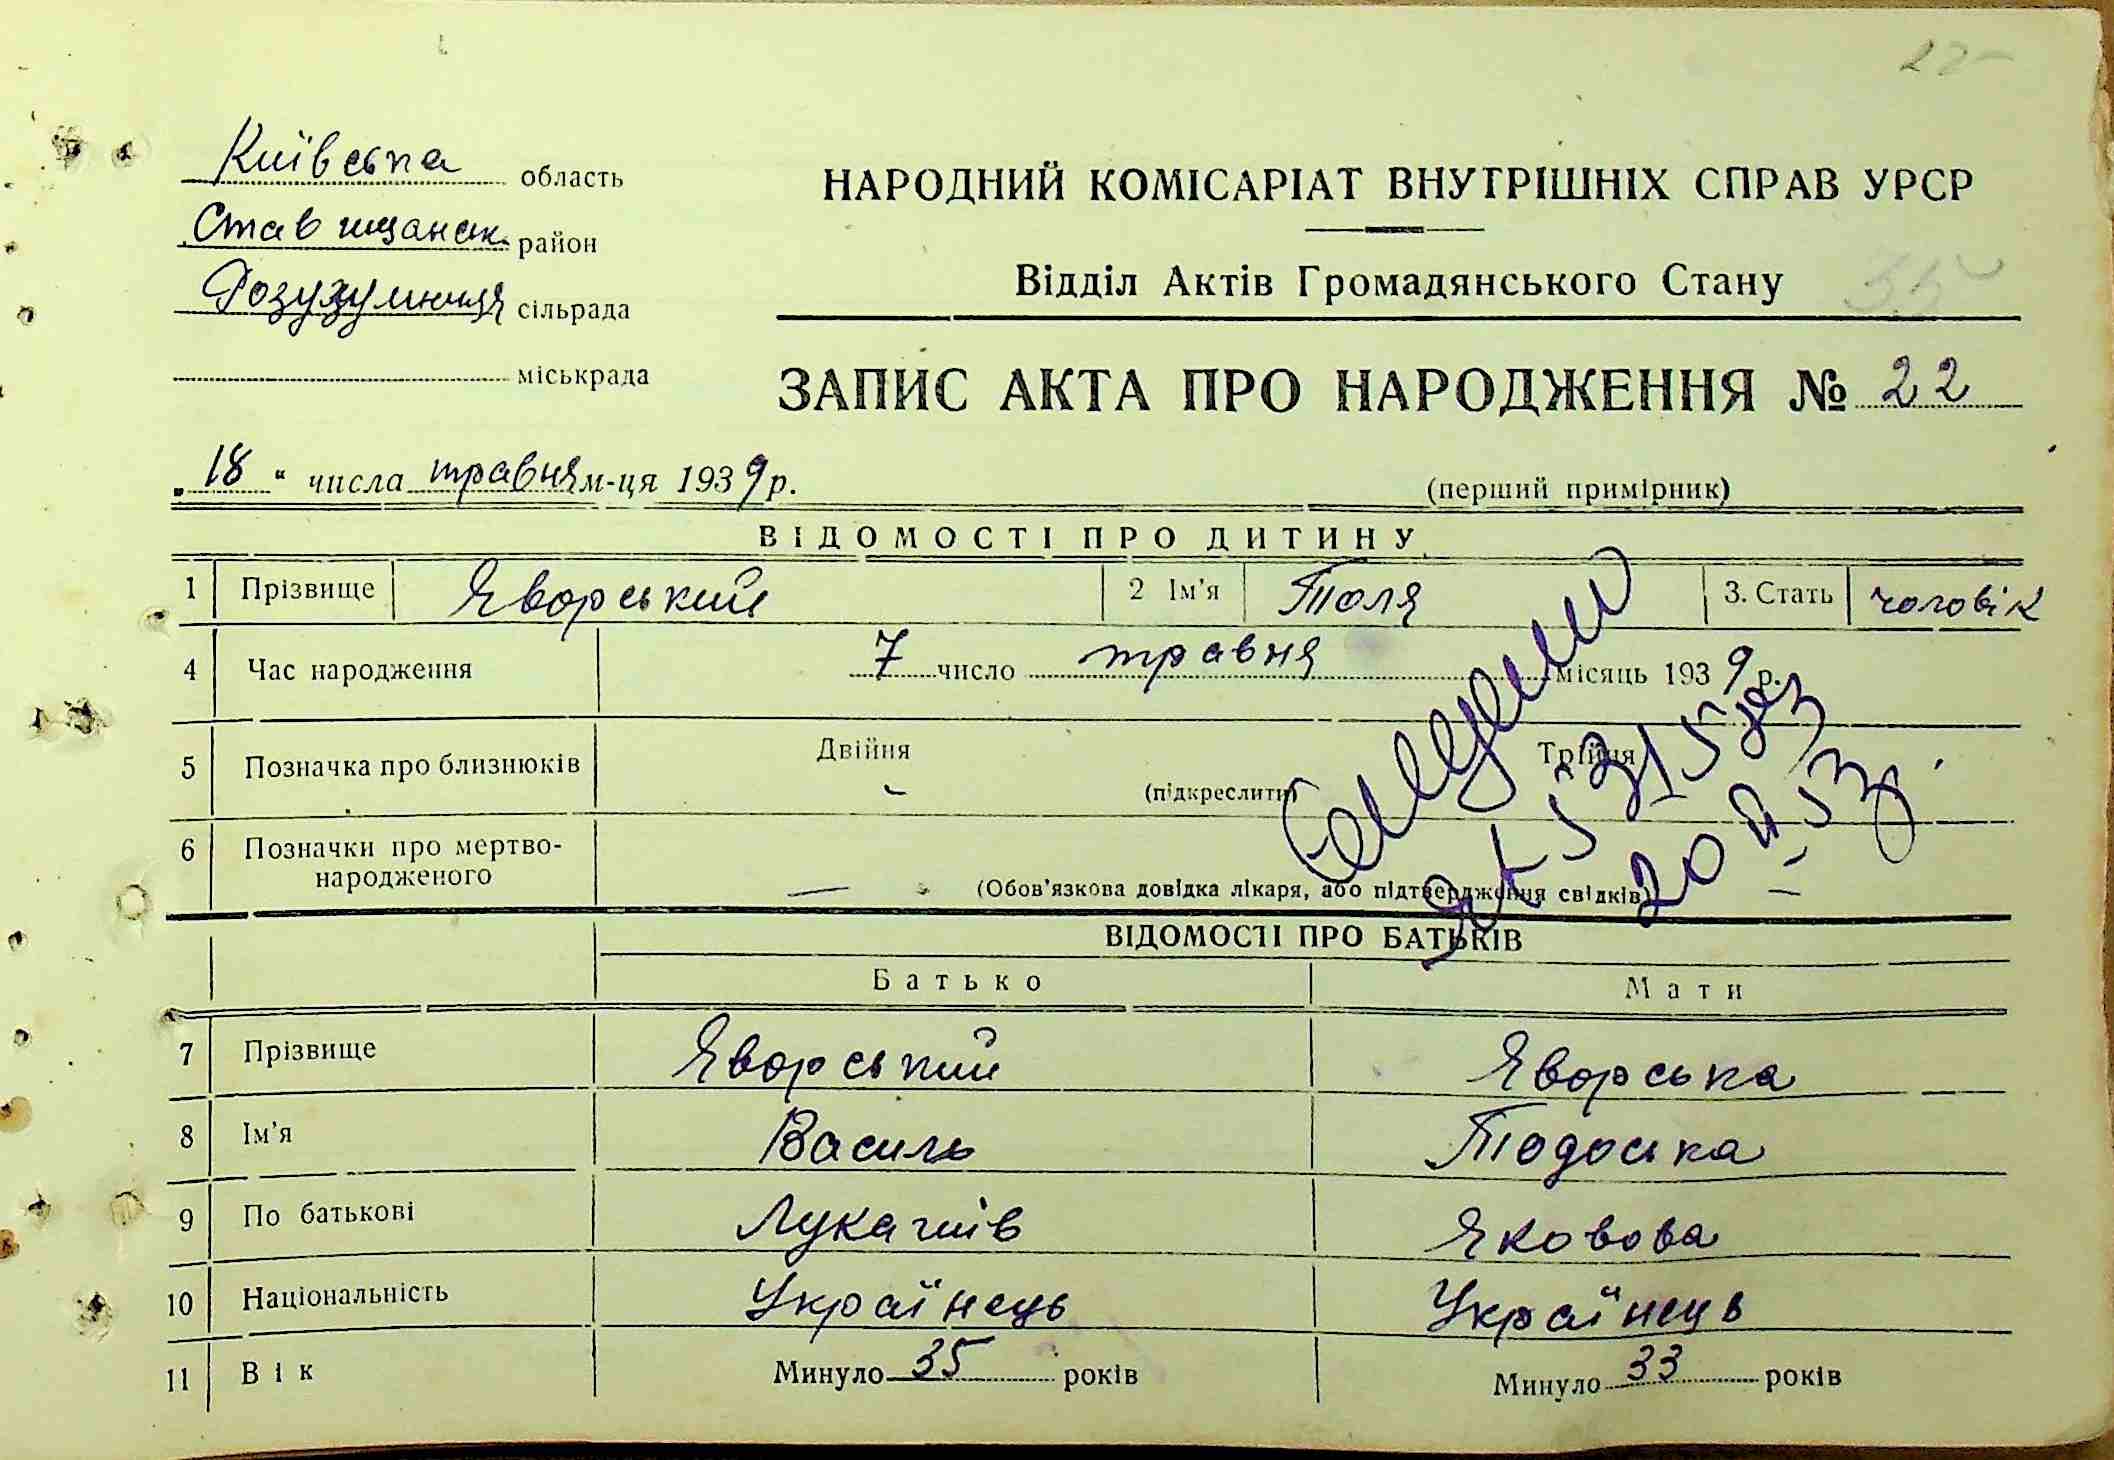 22
Київська область
Ставищанськ. район
Розумниця сільрада
міськрада
НАРОДНИЙ КОМІСАРІАТ ВНУТРІШНІХ СПРАВ УРСР
Відділ Актів Громадянського Стану
35
ЗАПИС АКТА ПРО НАРОДЖЕННЯ № 22
„18“ числа травня м-ця 1939 р.
(перший примірник)
ВІДОМОСТІ ПРО ДИТИНУ
1 Прізвище Яворський 2 Ім'я Толя 3. Стать чоловік
4 Час народження 7 число травня місяць 1939 р.
5 Позначка про близнюків Двійня Трійня
(підкреслити)
6 Позначки про мертво-
народженого
(Обов'язкова довідка лікаря, або підтвердження свідків)
ВІДОМОСТІ ПРО БАТЬКІВ
Батько Мати
7 Прізвище Яворський Яворська
8 Ім'я Василь Тодоська
9 По батькові Лукашів Яковова
10 Національність Українець Українець
11 Вік Минуло 35 років Минуло 33 років